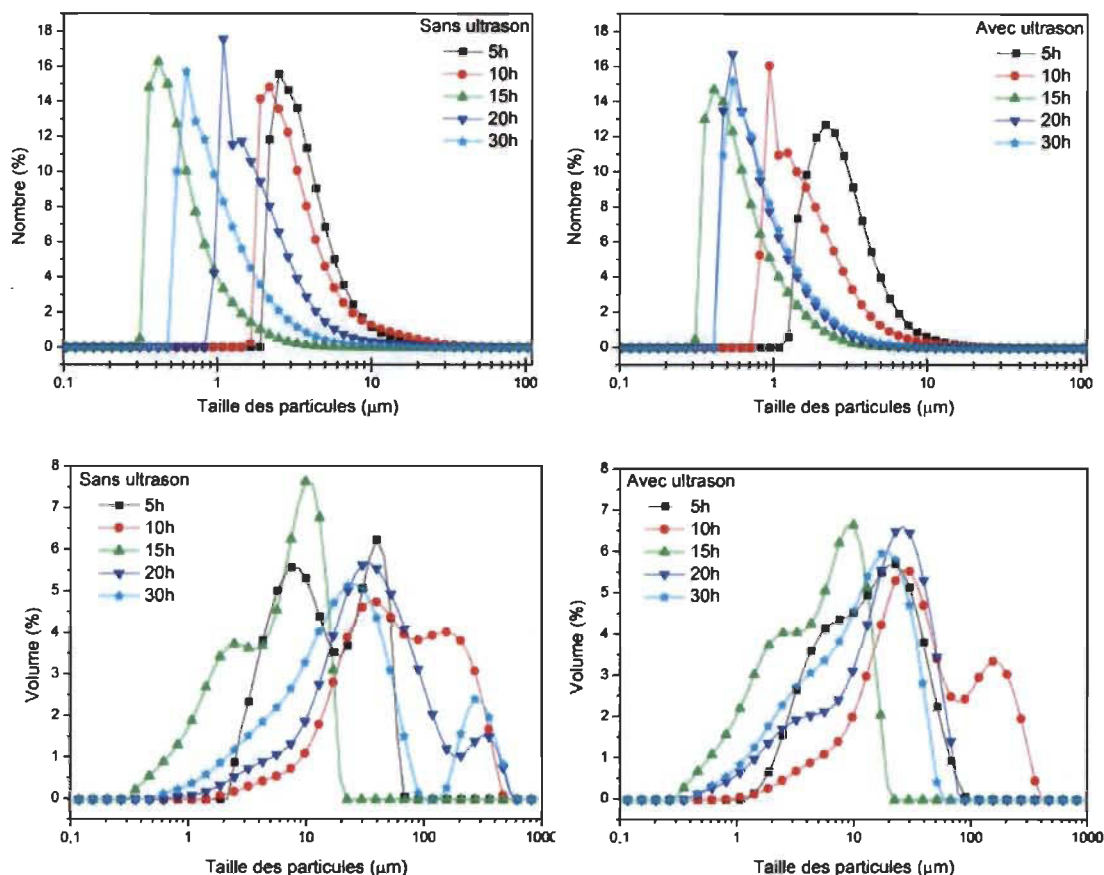 Sans ultrason
5h
10h
15h
20h
30h
Nombre (%)
18
16
14
12
10
8
6
4
2
0
0,1
1
10
100
Taille des particules (µm)
Avec ultrason
5h
10h
15h
20h
30h
Nombre (%)
18
16
14
12
10
8
6
4
2
0
0,1
1
10
100
Taille des particules (µm)
Sans ultrason
5h
10h
15h
20h
30h
Volume (%)
8
7
6
5
4
3
2
1
0
0,1
1
10
100
1000
Taille des particules (µm)
Avec ultrason
5h
10h
15h
20h
30h
Volume (%)
8
7
6
5
4
3
2
1
0
0,1
1
10
100
1000
Taille des particules (µm)